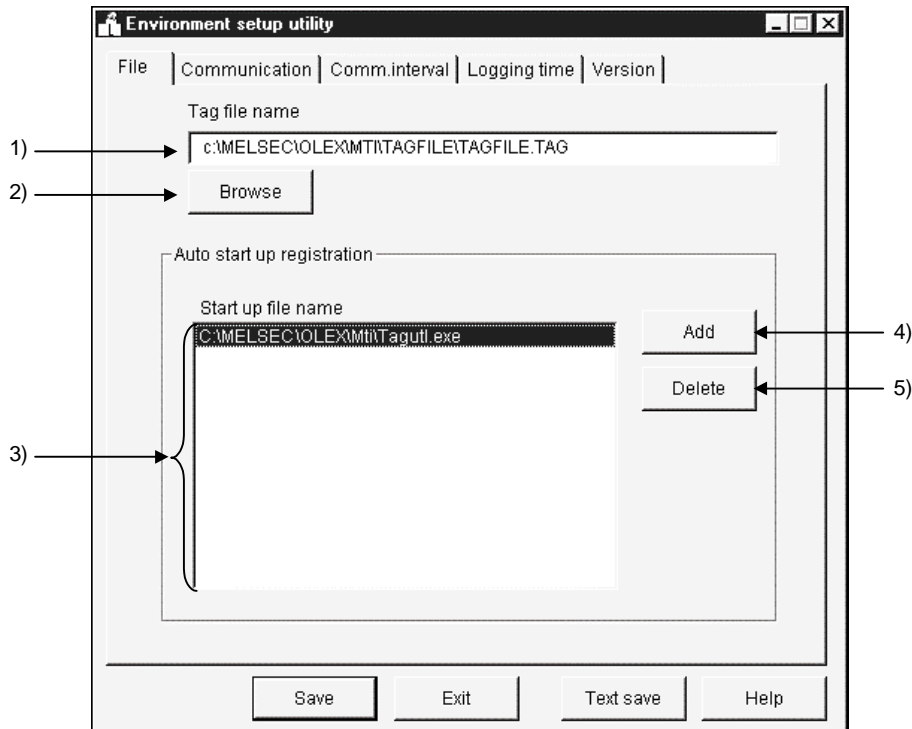 Environment setup utility
File Communication Comm.interval Logging time Version
Tag file name
1) c:\MELSEC\OLEX\MTI\TAGFILE\TAGFILE.TAG
2) Browse
Auto start up registration
Start up file name
C:\MELSEC\OLEX\Mti\Tagutl.exe
Add 4)
Delete 5)
3)
Save Exit Text save Help